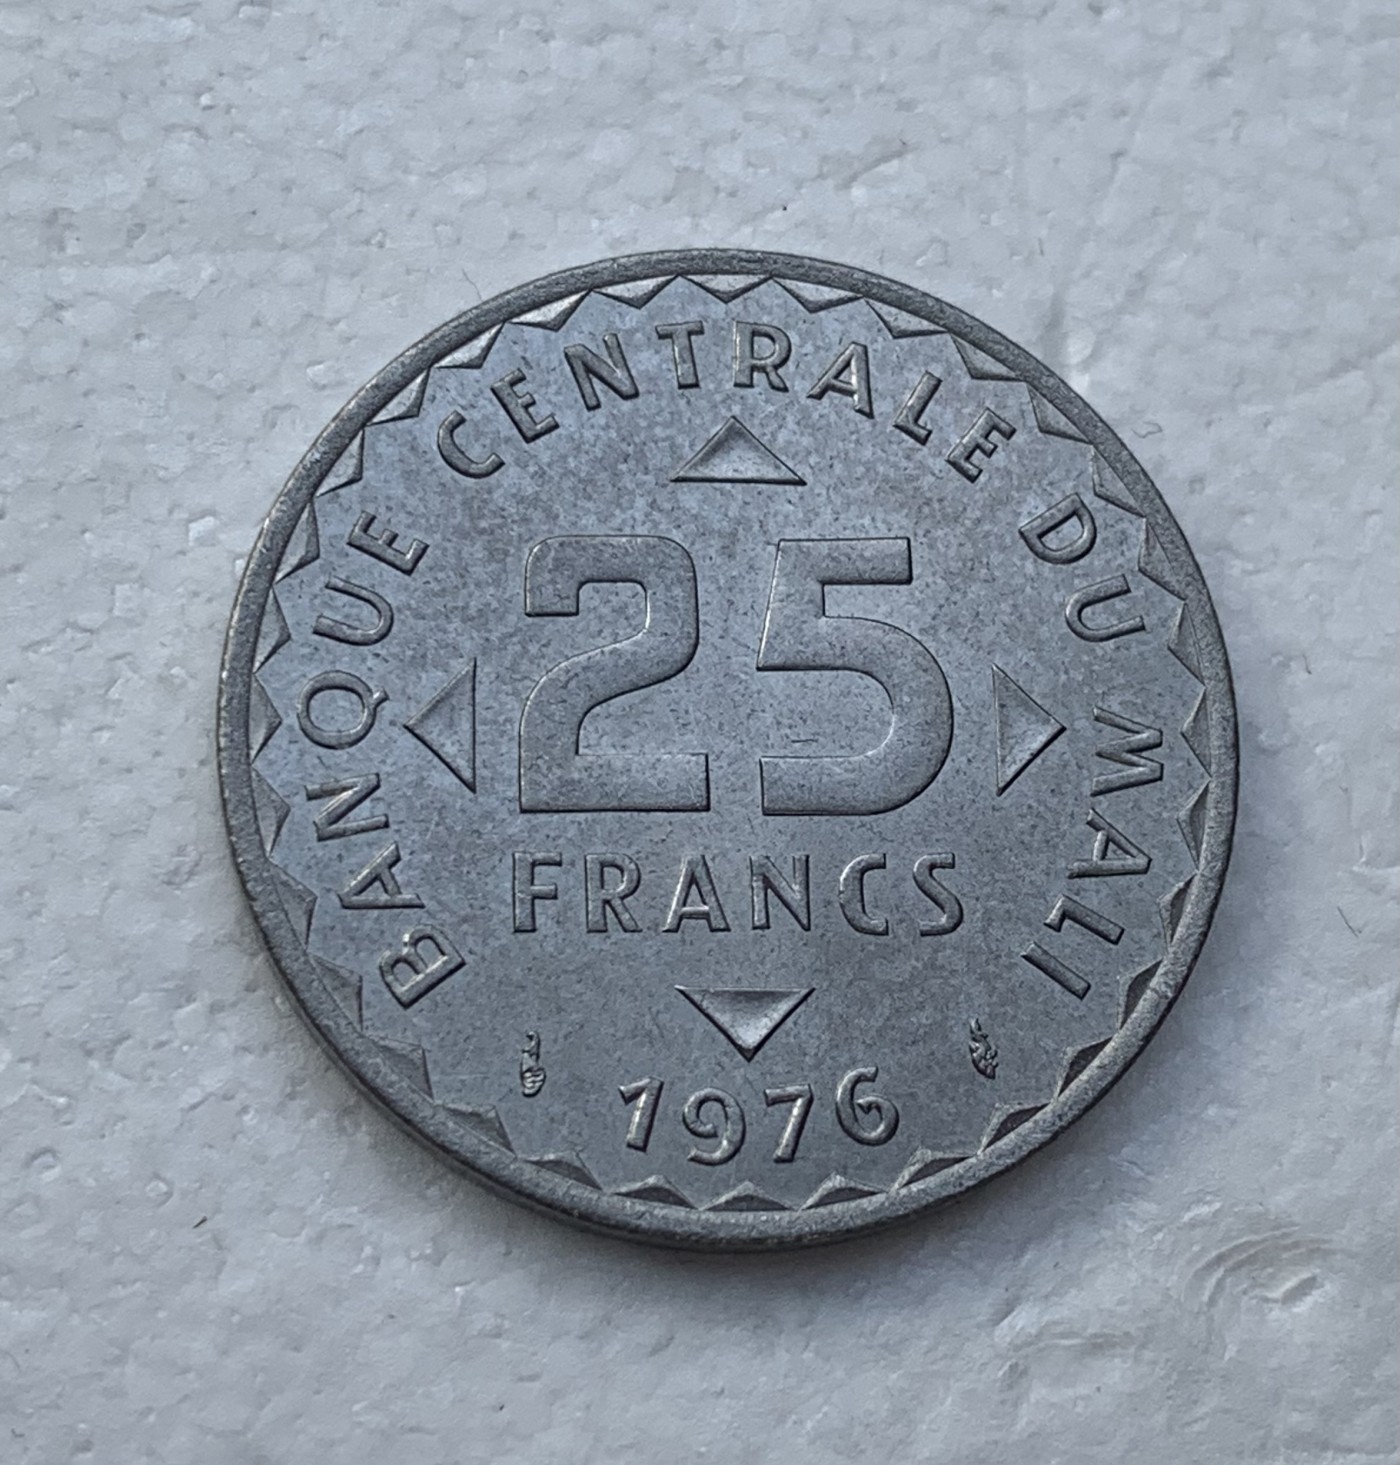 BANQUE CENTRALE DU MALI
25
FRANCS
1976